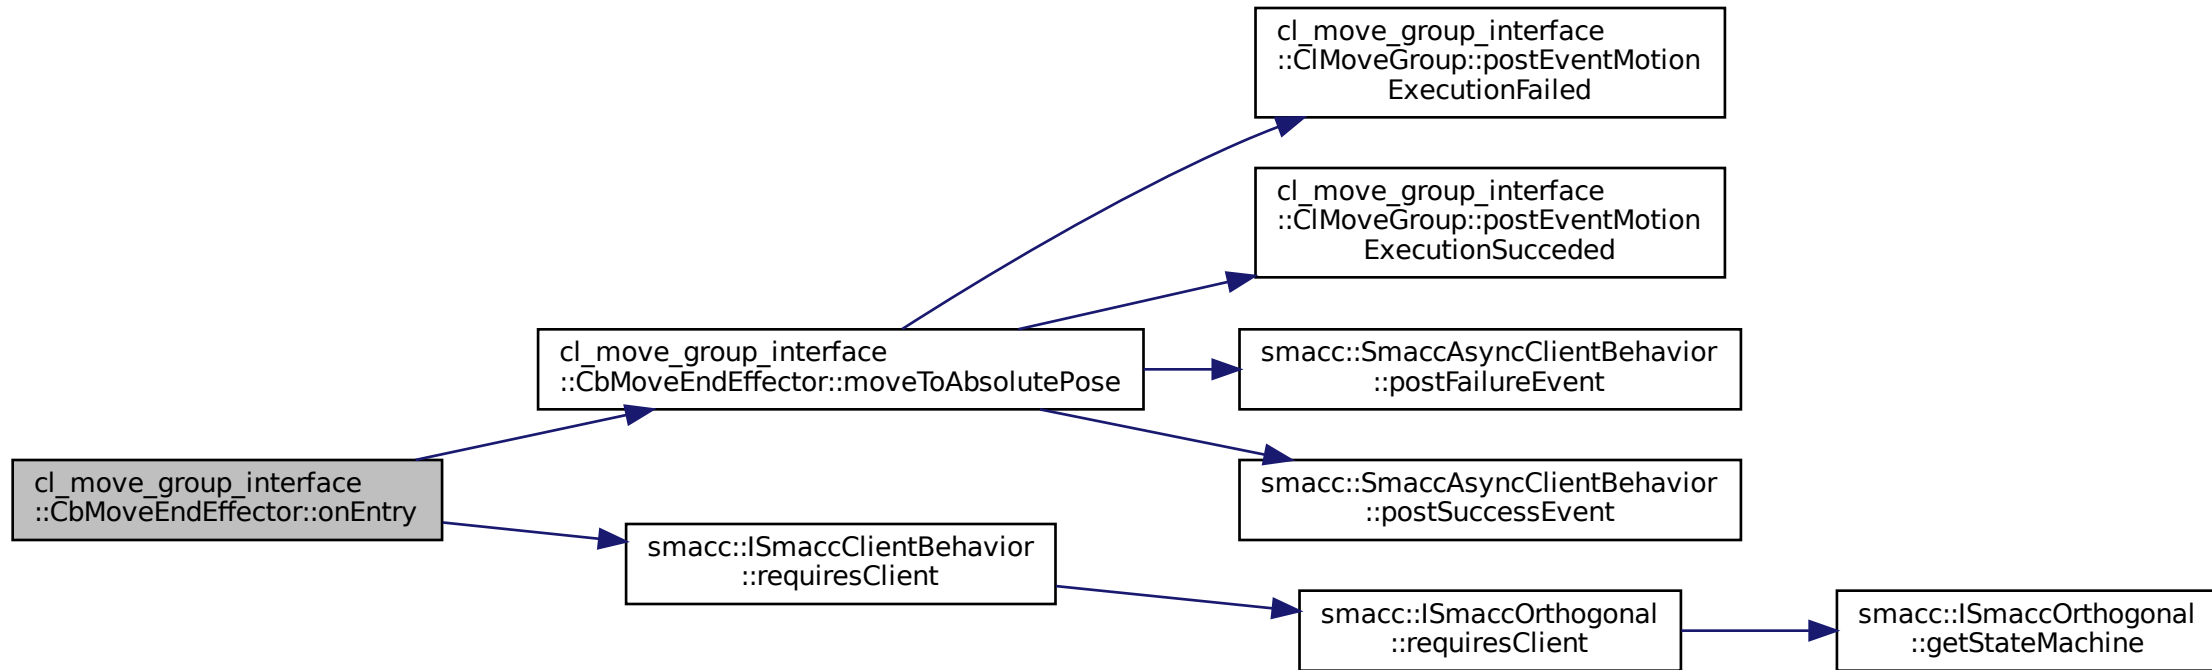 cl_move_group_interface
::ClMoveGroup::postEventMotion
ExecutionFailed
cl_move_group_interface
::ClMoveGroup::postEventMotion
ExecutionSucceded
cl_move_group_interface
::CbMoveEndEffector::moveToAbsolutePose
smacc::SmaccAsyncClientBehavior
::postFailureEvent
cl_move_group_interface
::CbMoveEndEffector::onEntry
smacc::SmaccAsyncClientBehavior
::postSuccessEvent
smacc::ISmaccClientBehavior
::requiresClient
smacc::ISmaccOrthogonal
::requiresClient
smacc::ISmaccOrthogonal
::getStateMachine